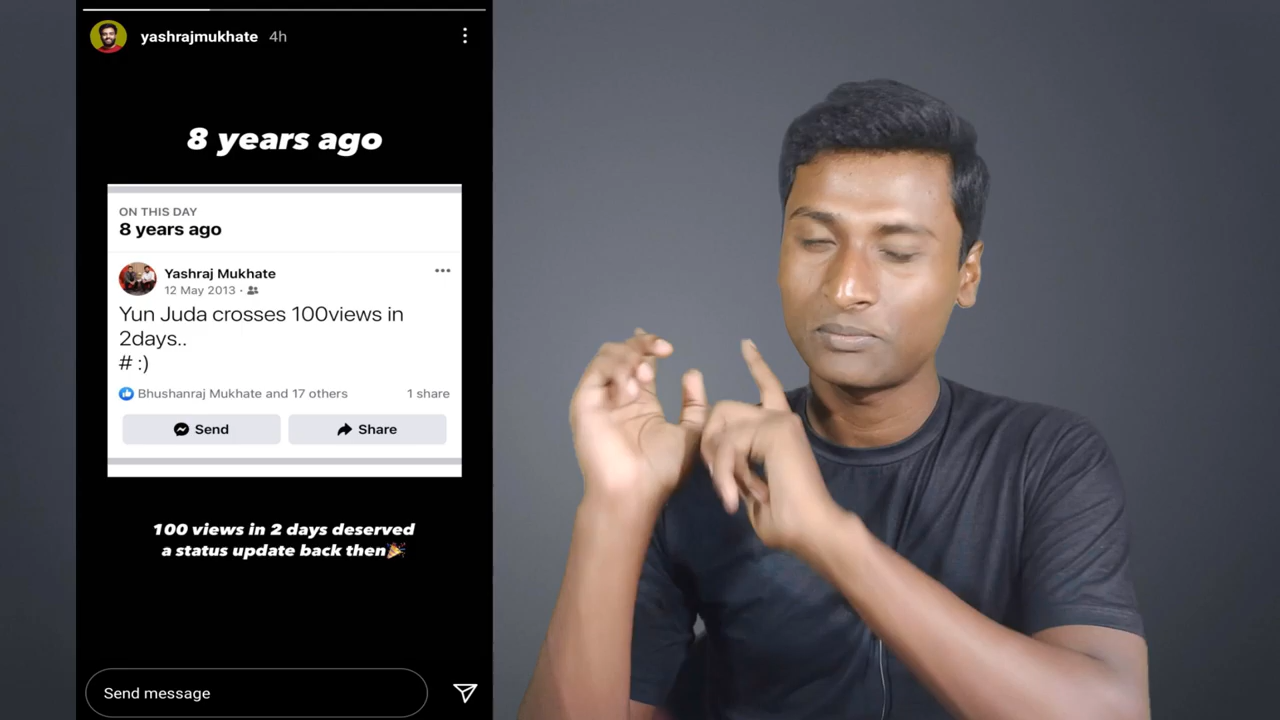 yashrajmukhate 4h
8 years ago
ON THIS DAY
8 years ago
Yashraj Mukhate
12 May 2013 ·
Yun Juda crosses 100views in
2days..
# :)
Bhushanraj Mukhate and 17 others 1 share
Send Share
100 views in 2 days deserved
a status update back then🎉
Send message